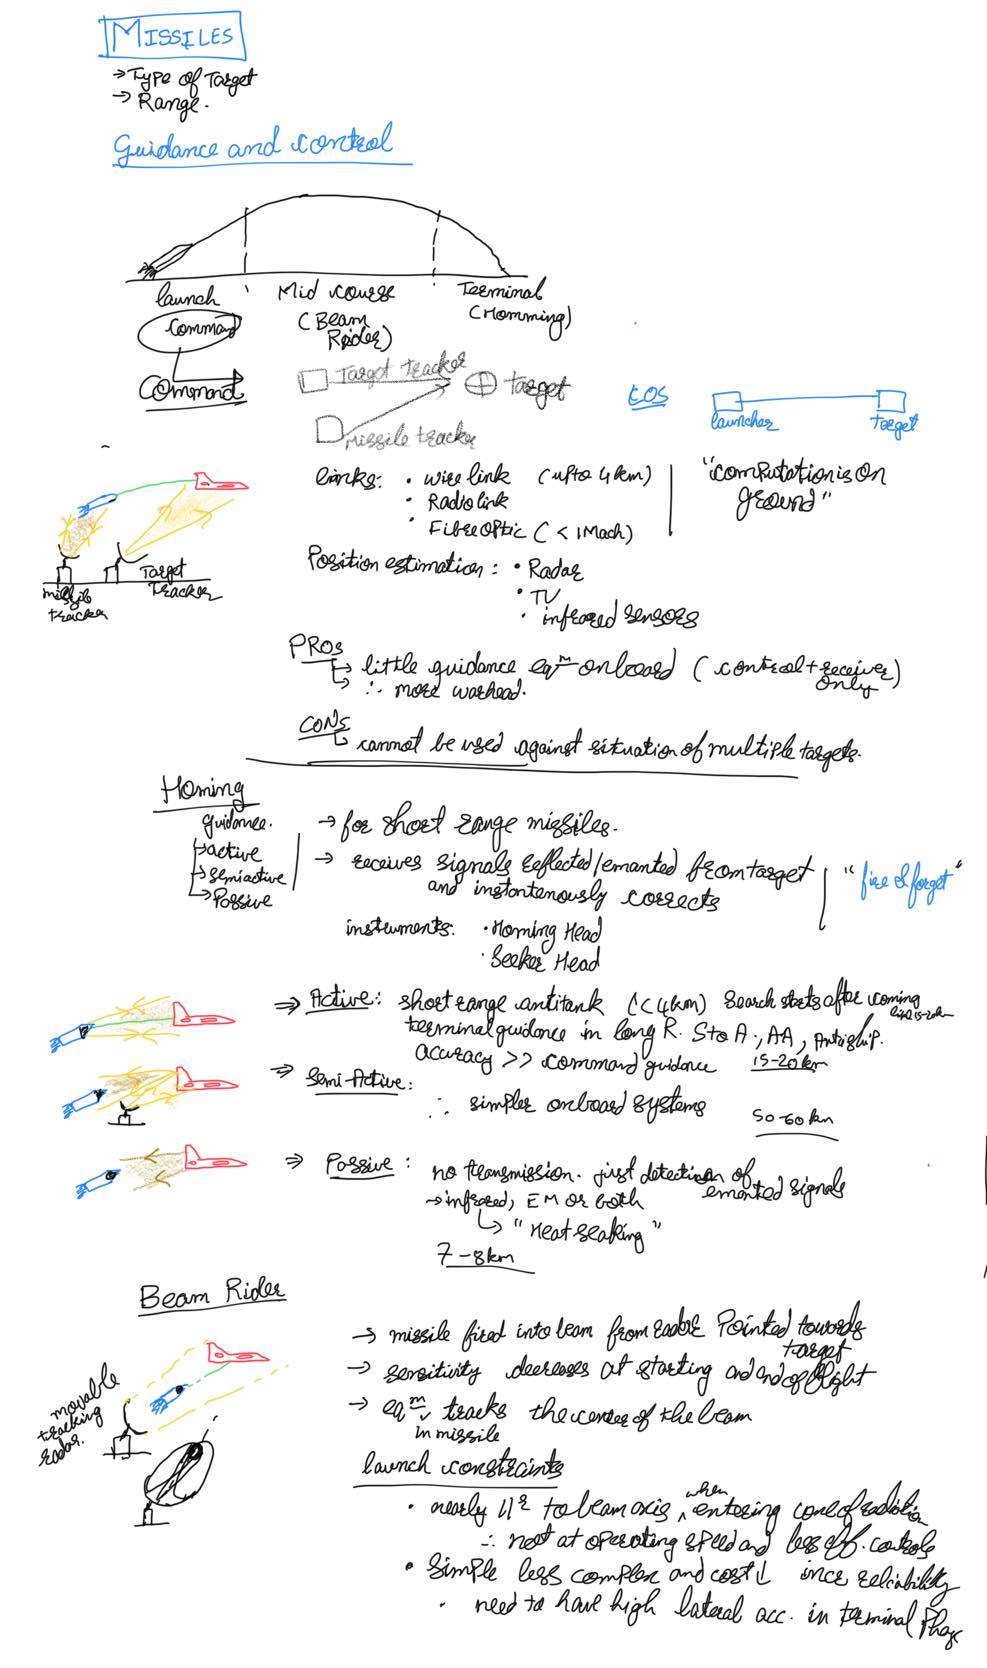 MISSILES
→ Type of Target
→ Range.
Guidance and control
launch
Mid course
Terminal
Command
(Beam
Rider)
(Homming)
Command
Target tracker
target
Missile tracker
LOS
launcher
target
missile
tracker
Target
Tracker
links: • wire link (upto 4km)
• Radio link
• Fibre Optic (< 1Mach)
"computation is on
ground"
Position estimation: • Radar
• TV
• infrared sensors
PROs
↳ little guidance eqᵐ onboard (control + receiver
only)
↳ ∴ more warhead.
CONs
↳ cannot be used against situation of multiple targets.
Homing
guidance.
→ active
→ semiactive
→ Passive
→ for short range missiles.
→ receives signals reflected/emanted from target
and instantenously corrects
"fire & forget"
instruments: • Homing Head
• Seeker Head
⇒ Active: short range antitank (<4km) Search starts after coming
15-20km
terminal guidance in long R. S to A., AA, Antiship.
accuracy >> command guidance 15-20km
⇒ Semi-Active:
∴ simpler onboard systems
50-60km
⇒ Passive: no transmission. just detection of
emanted signals
→ infrared, EM or both
↳ "Heat seaking"
7-8km
Beam Rider
movable
tracking
radar.
→ missile fired into beam from radar Pointed towards
target
→ sensitivity decreases at starting and end of flight
→ eqᵐ tracks the center of the beam
in missile
launch constraints
• nearly ||ᵉˡ to beam axis, when entering cone of radiation
∴ not at operating speed and less eff. controls
• simple less complex and cost↓ incr reliability
• need to have high lateral acc. in terminal Phase